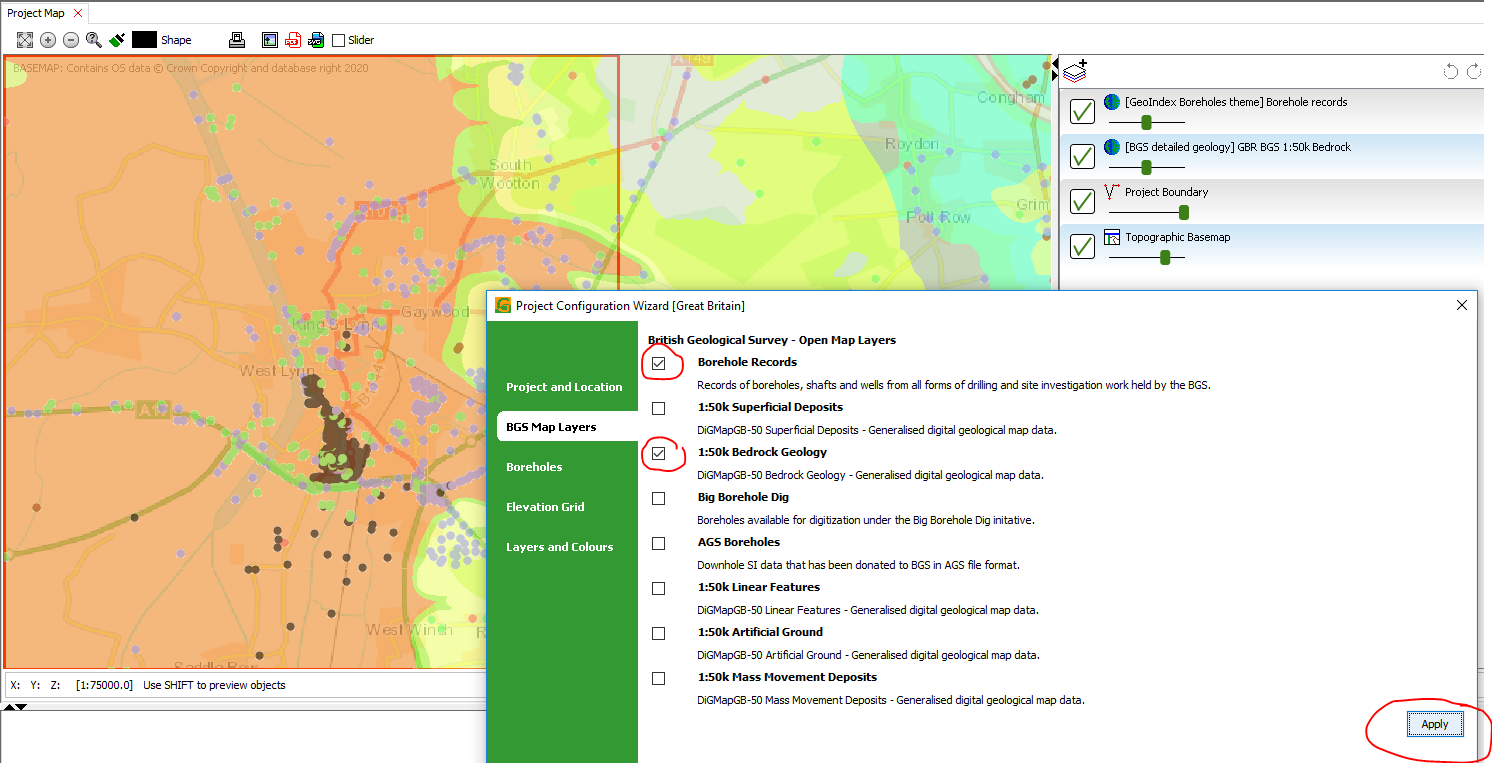 Project Map
Shape
Slider
BASEMAP: Contains OS data © Crown Copyright and database right 2020
A149
Congham
Roydon
South
Wootton
Grim
Pott Row
Gaywood
King's Lynn
West Lynn
A17
West Winch
Saddle Row
X: Y: Z: [1:75000.0] Use SHIFT to preview objects
[GeoIndex Boreholes theme] Borehole records
[BGS detailed geology] GBR BGS 1:50k Bedrock
Project Boundary
Topographic Basemap
Project Configuration Wizard [Great Britain]
Project and Location
BGS Map Layers
Boreholes
Elevation Grid
Layers and Colours
British Geological Survey - Open Map Layers
Borehole Records
Records of boreholes, shafts and wells from all forms of drilling and site investigation work held by the BGS.
1:50k Superficial Deposits
DiGMapGB-50 Superficial Deposits - Generalised digital geological map data.
1:50k Bedrock Geology
DiGMapGB-50 Bedrock Geology - Generalised digital geological map data.
Big Borehole Dig
Boreholes available for digitization under the Big Borehole Dig initative.
AGS Boreholes
Downhole SI data that has been donated to BGS in AGS file format.
1:50k Linear Features
DiGMapGB-50 Linear Features - Generalised digital geological map data.
1:50k Artificial Ground
DiGMapGB-50 Artificial Ground - Generalised digital geological map data.
1:50k Mass Movement Deposits
DiGMapGB-50 Mass Movement Deposits - Generalised digital geological map data.
Apply